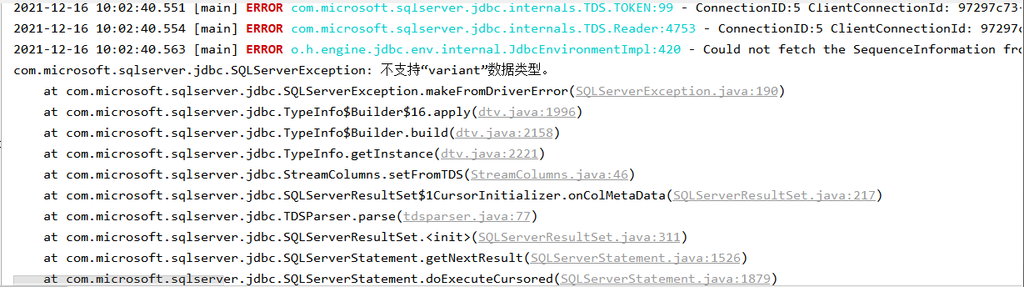 2021-12-16 10:02:40.551 [main] ERROR com.microsoft.sqlserver.jdbc.internals.TDS.TOKEN:99 - ConnectionID:5 ClientConnectionId: 97297c73-
2021-12-16 10:02:40.554 [main] ERROR com.microsoft.sqlserver.jdbc.internals.TDS.Reader:4753 - ConnectionID:5 ClientConnectionId: 97297c
2021-12-16 10:02:40.563 [main] ERROR o.h.engine.jdbc.env.internal.JdbcEnvironmentImpl:420 - Could not fetch the SequenceInformation fro
com.microsoft.sqlserver.jdbc.SQLServerException: 不支持“variant”数据类型。
at com.microsoft.sqlserver.jdbc.SQLServerException.makeFromDriverError(SQLServerException.java:190)
at com.microsoft.sqlserver.jdbc.TypeInfo$Builder$16.apply(dtv.java:1996)
at com.microsoft.sqlserver.jdbc.TypeInfo$Builder.build(dtv.java:2158)
at com.microsoft.sqlserver.jdbc.TypeInfo.getInstance(dtv.java:2221)
at com.microsoft.sqlserver.jdbc.StreamColumns.setFromTDS(StreamColumns.java:46)
at com.microsoft.sqlserver.jdbc.SQLServerResultSet$1CursorInitializer.onColMetaData(SQLServerResultSet.java:217)
at com.microsoft.sqlserver.jdbc.TDSParser.parse(tdsparser.java:77)
at com.microsoft.sqlserver.jdbc.SQLServerResultSet.<init>(SQLServerResultSet.java:311)
at com.microsoft.sqlserver.jdbc.SQLServerStatement.getNextResult(SQLServerStatement.java:1526)
at com.microsoft.sqlserver.jdbc.SQLServerStatement.doExecuteCursored(SQLServerStatement.java:1879)